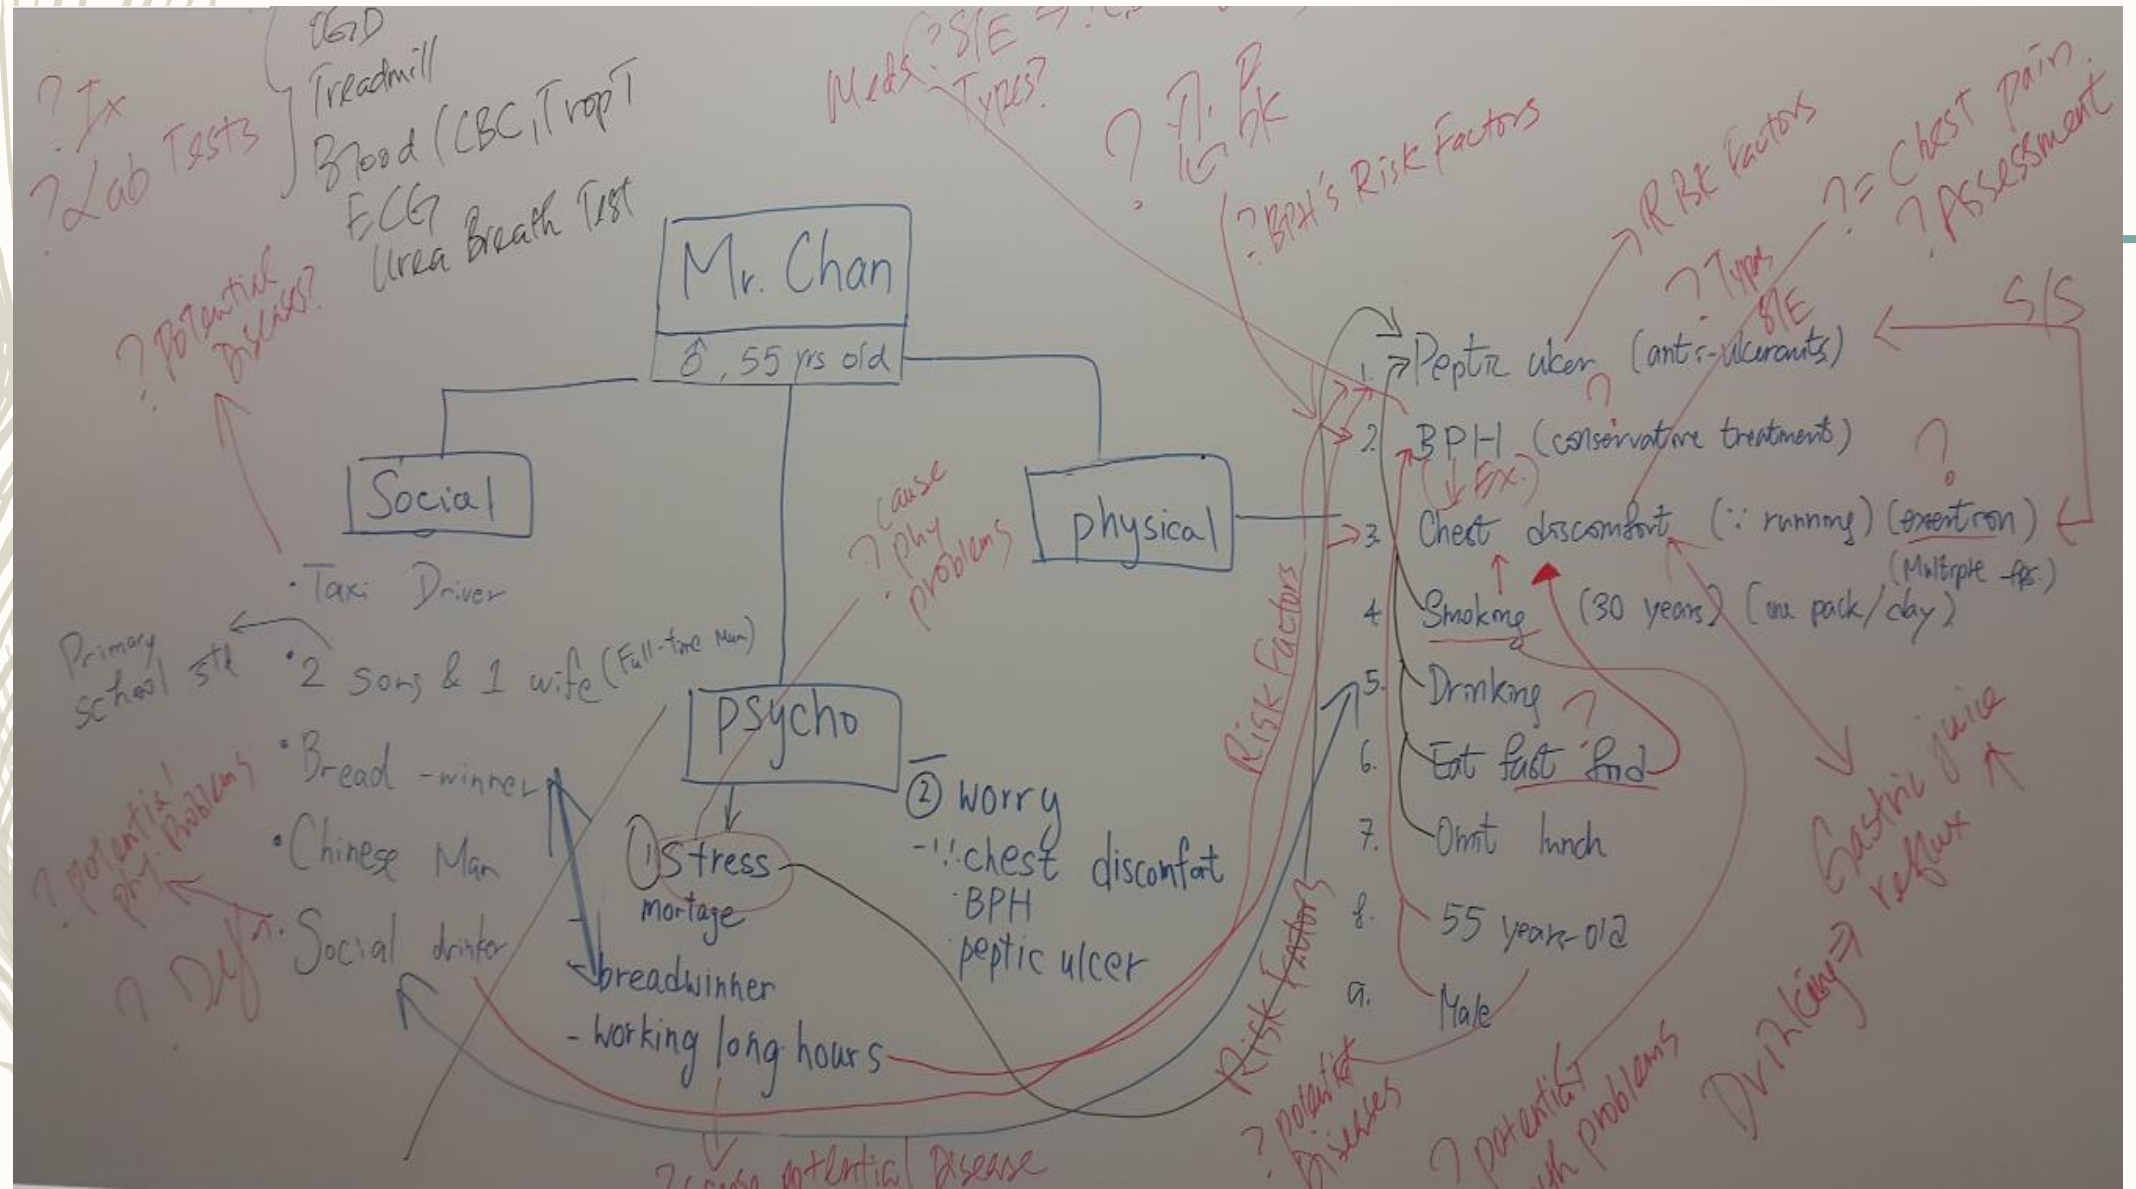 OGD
Treadmill
Blood (CBC, Trop T
ECG
Urea Breath Test
? Ix
? Lab Tests
Meds
? S/E
Types?
?
? BPH's Risk Factors
Risk Factors
? = Chest pain.
? Assessment
? Types
S/E
S/S
? potential
Diseases?
Mr. Chan
♂, 55 yrs old
Social
• Taxi Driver
• 2 sons & 1 wife (Full-time Mum)
Primary
school
• Bread-winner
• Chinese Man
• Social drinker
? potential
phy. problems
? Def
psycho
? cause
phy
problems
① Stress
mortage
- breadwinner
- working long hours
potential Disease
② worry
- ∵ chest discomfort
· BPH
· peptic ulcer
physical
1. Peptic ulcer (anti-ulcerants)
?
2. BPH (conservative treatments)
?
(↓ Ex.)
3. Chest discomfort (∵ running) (exertion)
4. Smoking (30 years) (one pack/day)
5. Drinking
?
6. Eat fast food
7. Omit lunch
8. 55 year-old
9. Male
Risk Factors
Risk Factors
? potential
Diseases
? potential
problems
Gastric juice
reflux ↑
Drinking ⇒